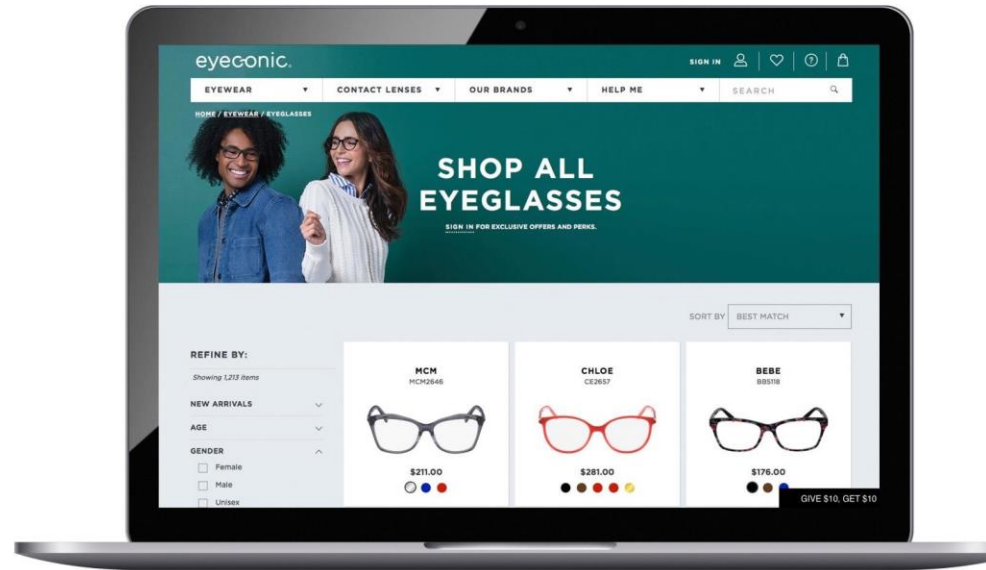 eyeconic.
SIGN IN
EYEWEAR CONTACT LENSES OUR BRANDS HELP ME SEARCH
HOME / EYEWEAR / EYEGLASSES
SHOP ALL
EYEGLASSES
SIGN IN FOR EXCLUSIVE OFFERS AND PERKS.
SORT BY BEST MATCH
REFINE BY:
Showing 1,213 items
NEW ARRIVALS
AGE
GENDER
Female
Male
Unisex
MCM
MCM2646
$211.00
CHLOE
CE2657
$281.00
BEBE
BB5118
$176.00
GIVE $10, GET $10